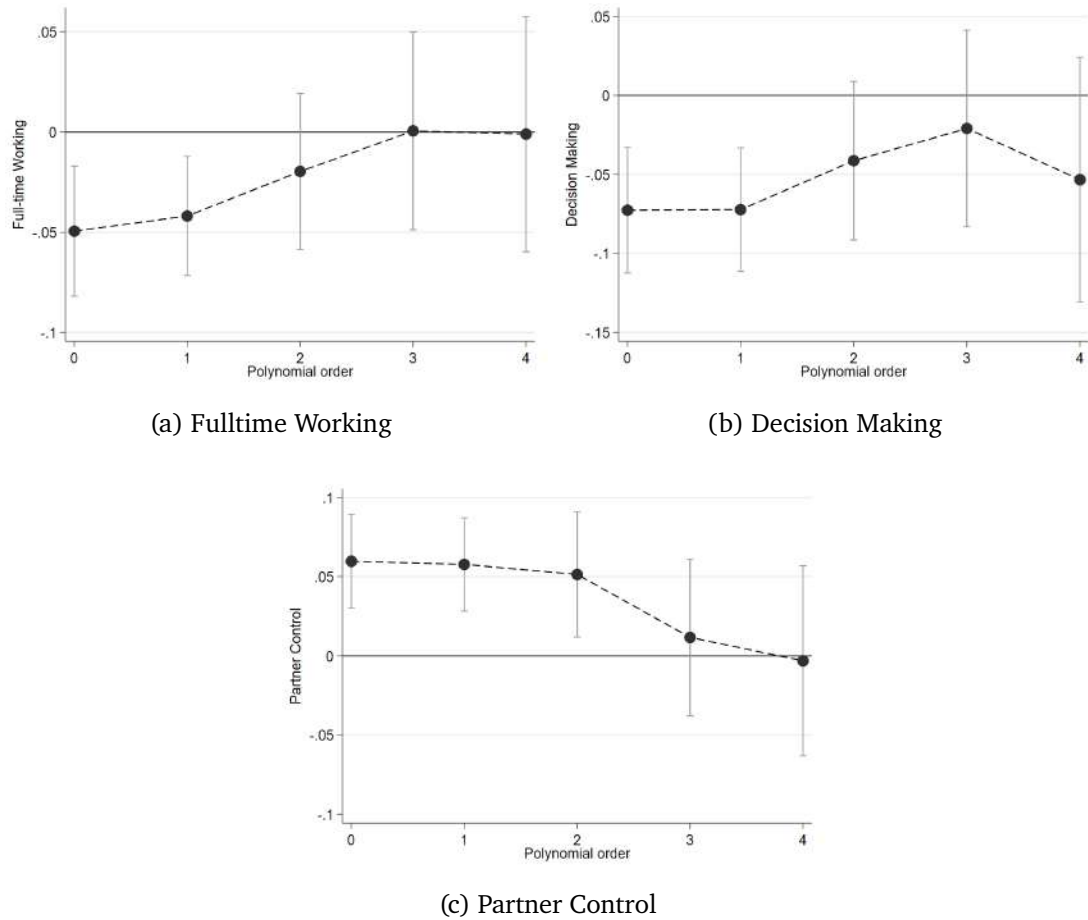 .05
0
-.05
-.1
Full-time Working
0 1 2 3 4
Polynomial order
(a) Fulltime Working
.05
0
-.05
-.1
-.15
Decision Making
0 1 2 3 4
Polynomial order
(b) Decision Making
.1
.05
0
-.05
-.1
Partner Control
0 1 2 3 4
Polynomial order
(c) Partner Control